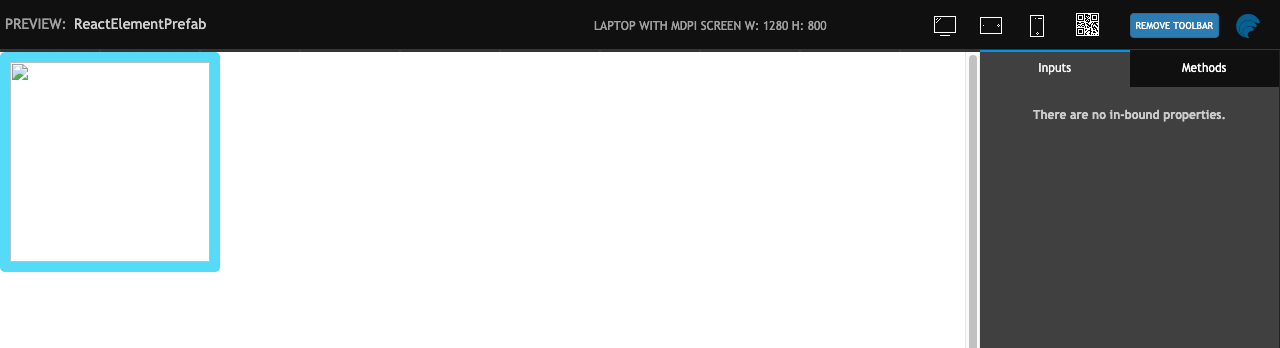 PREVIEW: ReactElementPrefab
LAPTOP WITH MDPI SCREEN W: 1280 H: 800
REMOVE TOOLBAR
Inputs
Methods
There are no in-bound properties.